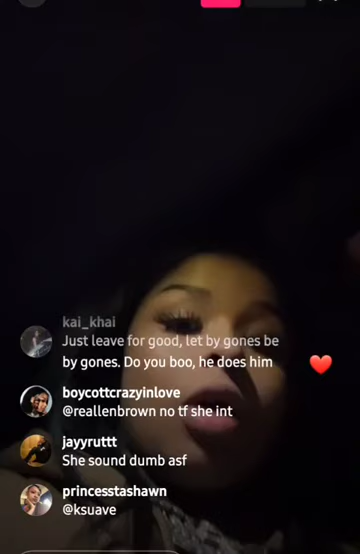 kai_khai
Just leave for good, let by gones be
by gones. Do you boo, he does him
boycottcrazyinlove
@reallenbrown no tf she int
jayyruttt
She sound dumb asf
princesstashawn
@ksuave